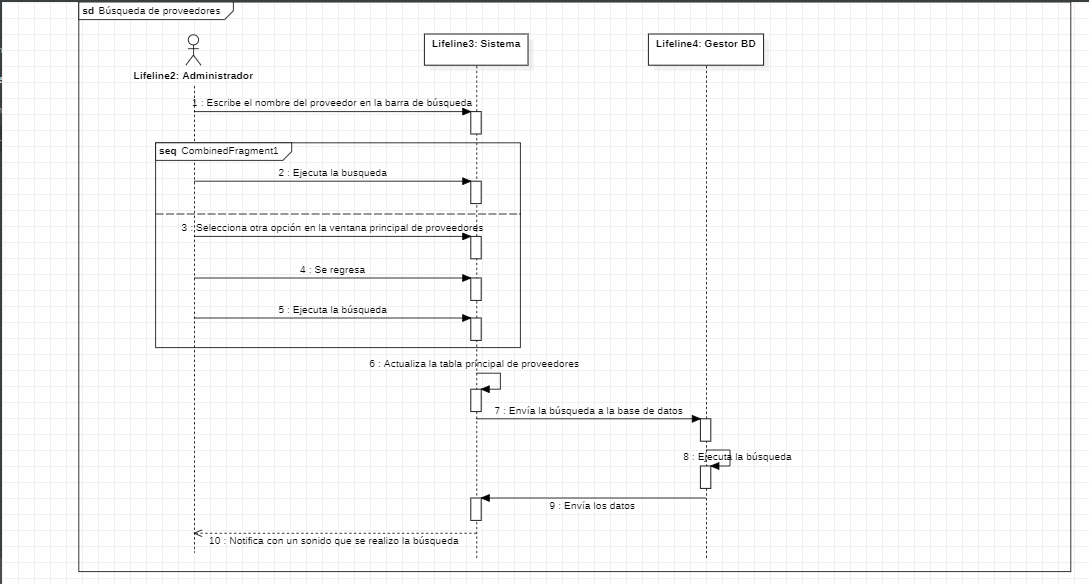 sd Búsqueda de proveedores
Lifeline3: Sistema
Lifeline4: Gestor BD
Lifeline2: Administrador
1 : Escribe el nombre del proveedor en la barra de búsqueda
seq CombinedFragment1
2 : Ejecuta la busqueda
3 : Selecciona otra opción en la ventana principal de proveedores
4 : Se regresa
5 : Ejecuta la búsqueda
6 : Actualiza la tabla principal de proveedores
7 : Envía la búsqueda a la base de datos
8 : Ejecuta la búsqueda
9 : Envía los datos
10 : Notifica con un sonido que se realizo la búsqueda